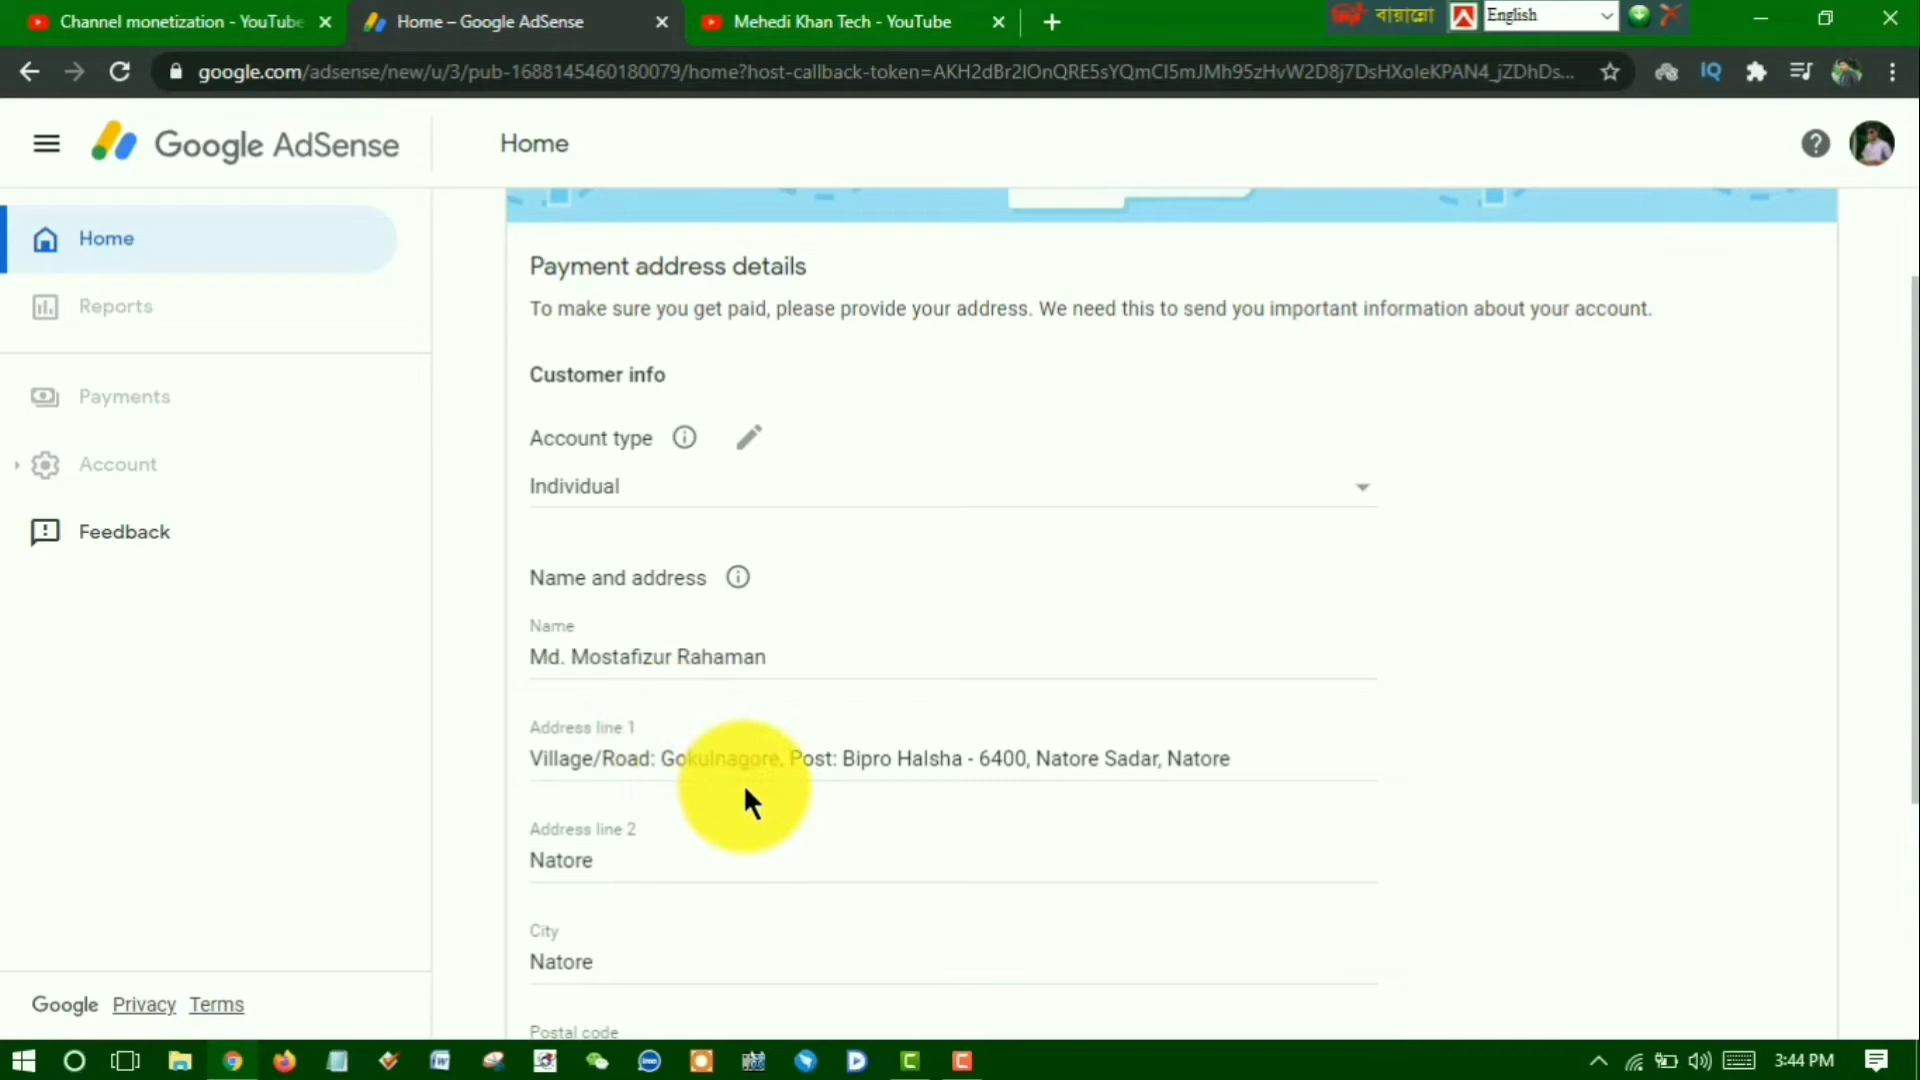 Channel monetization - YouTube
Home – Google AdSense
Mehedi Khan Tech - YouTube
বায়ান্নো
English
google.com/adsense/new/u/3/pub-1688145460180079/home?host-callback-token=AKH2dBr2IOnQRE5sYQmCI5mJMh95zHvW2D8j7DsHXoIeKPAN4_jZDhDs...
IQ
Google AdSense
Home
Home
Reports
Payments
Account
Feedback
Payment address details
To make sure you get paid, please provide your address. We need this to send you important information about your account.
Customer info
Account type
Individual
Name and address
Name
Md. Mostafizur Rahaman
Address line 1
Village/Road: Gokulnagore, Post: Bipro Halsha - 6400, Natore Sadar, Natore
Address line 2
Natore
City
Natore
Postal code
Google Privacy Terms
3:44 PM